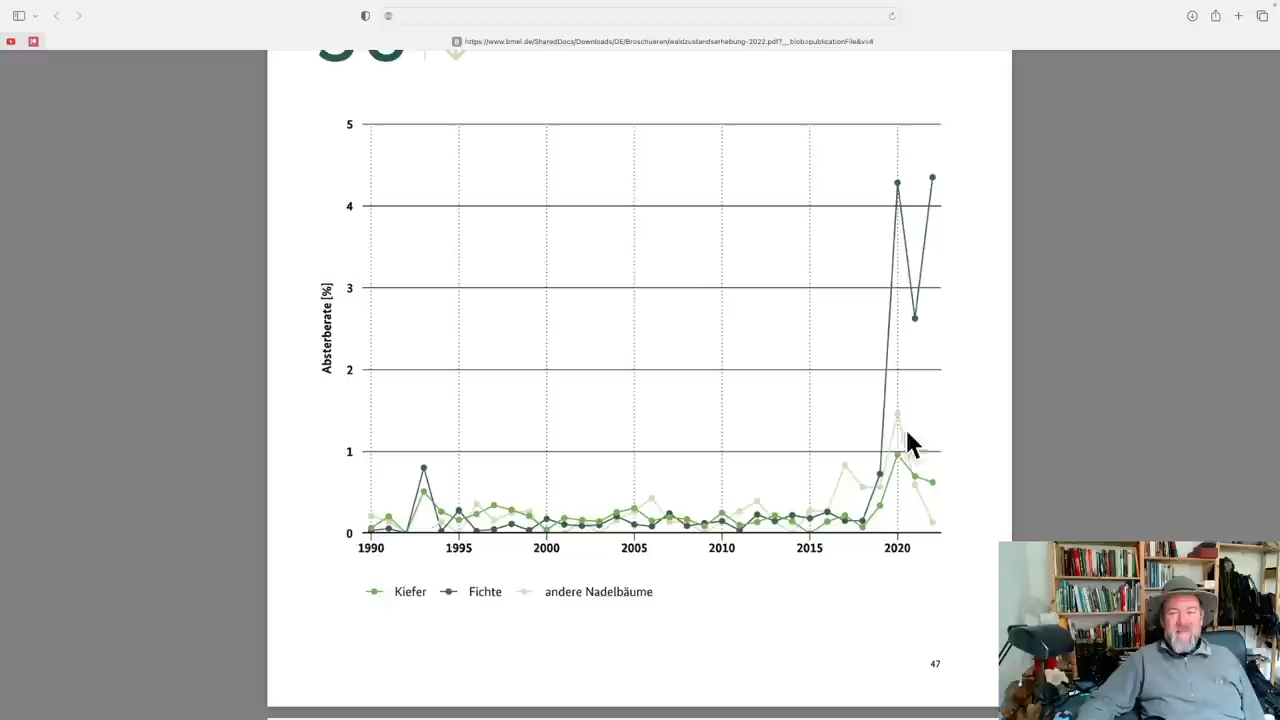 https://www.bmel.de/SharedDocs/Downloads/DE/Broschueren/waldzustandserhebung-2022.pdf?__blob=publicationFile&v=4
5
4
3
2
1
0
Absterberate [%]
1990 1995 2000 2005 2010 2015 2020
Kiefer Fichte andere Nadelbäume
47